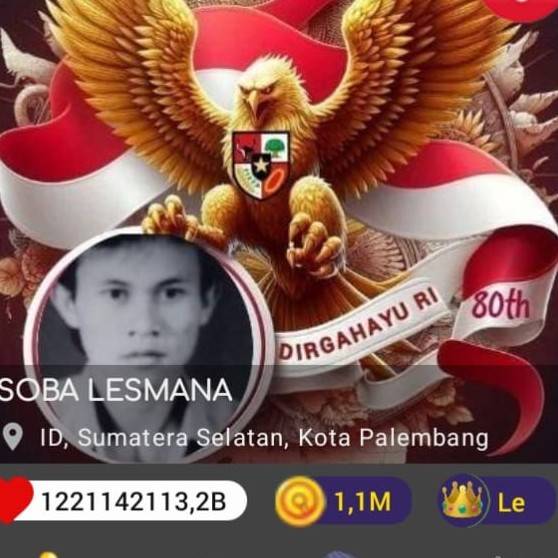 DIRGAHAYU RI
80th
SOBA LESMANA
ID, Sumatera Selatan, Kota Palembang
1221142113,2B
1,1M
Le